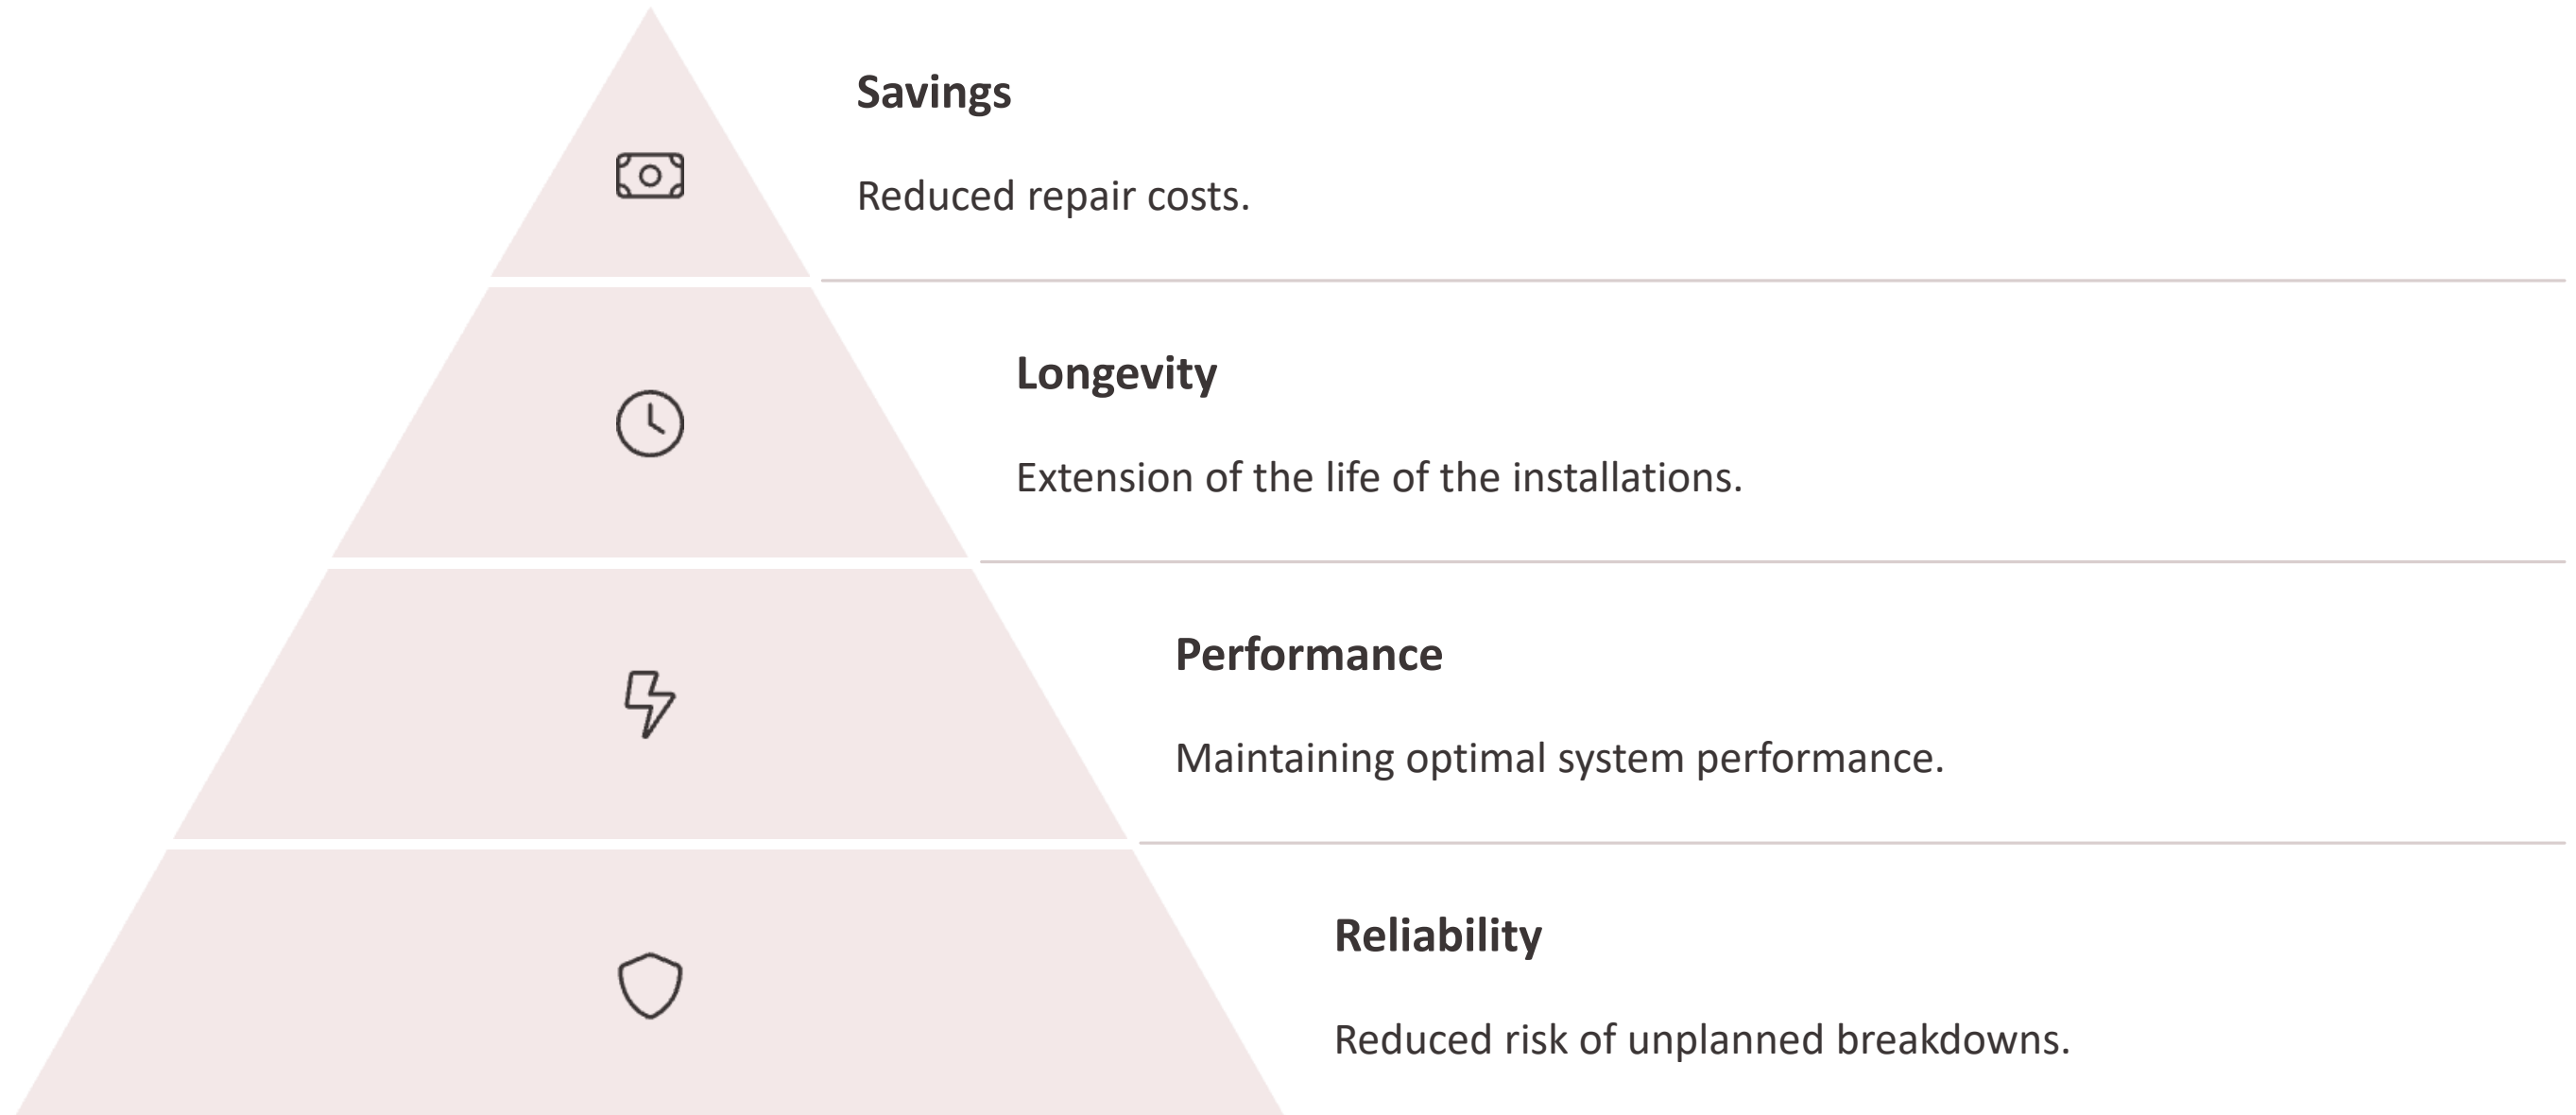 Savings
Reduced repair costs.
Longevity
Extension of the life of the installations.
Performance
Maintaining optimal system performance.
Reliability
Reduced risk of unplanned breakdowns.